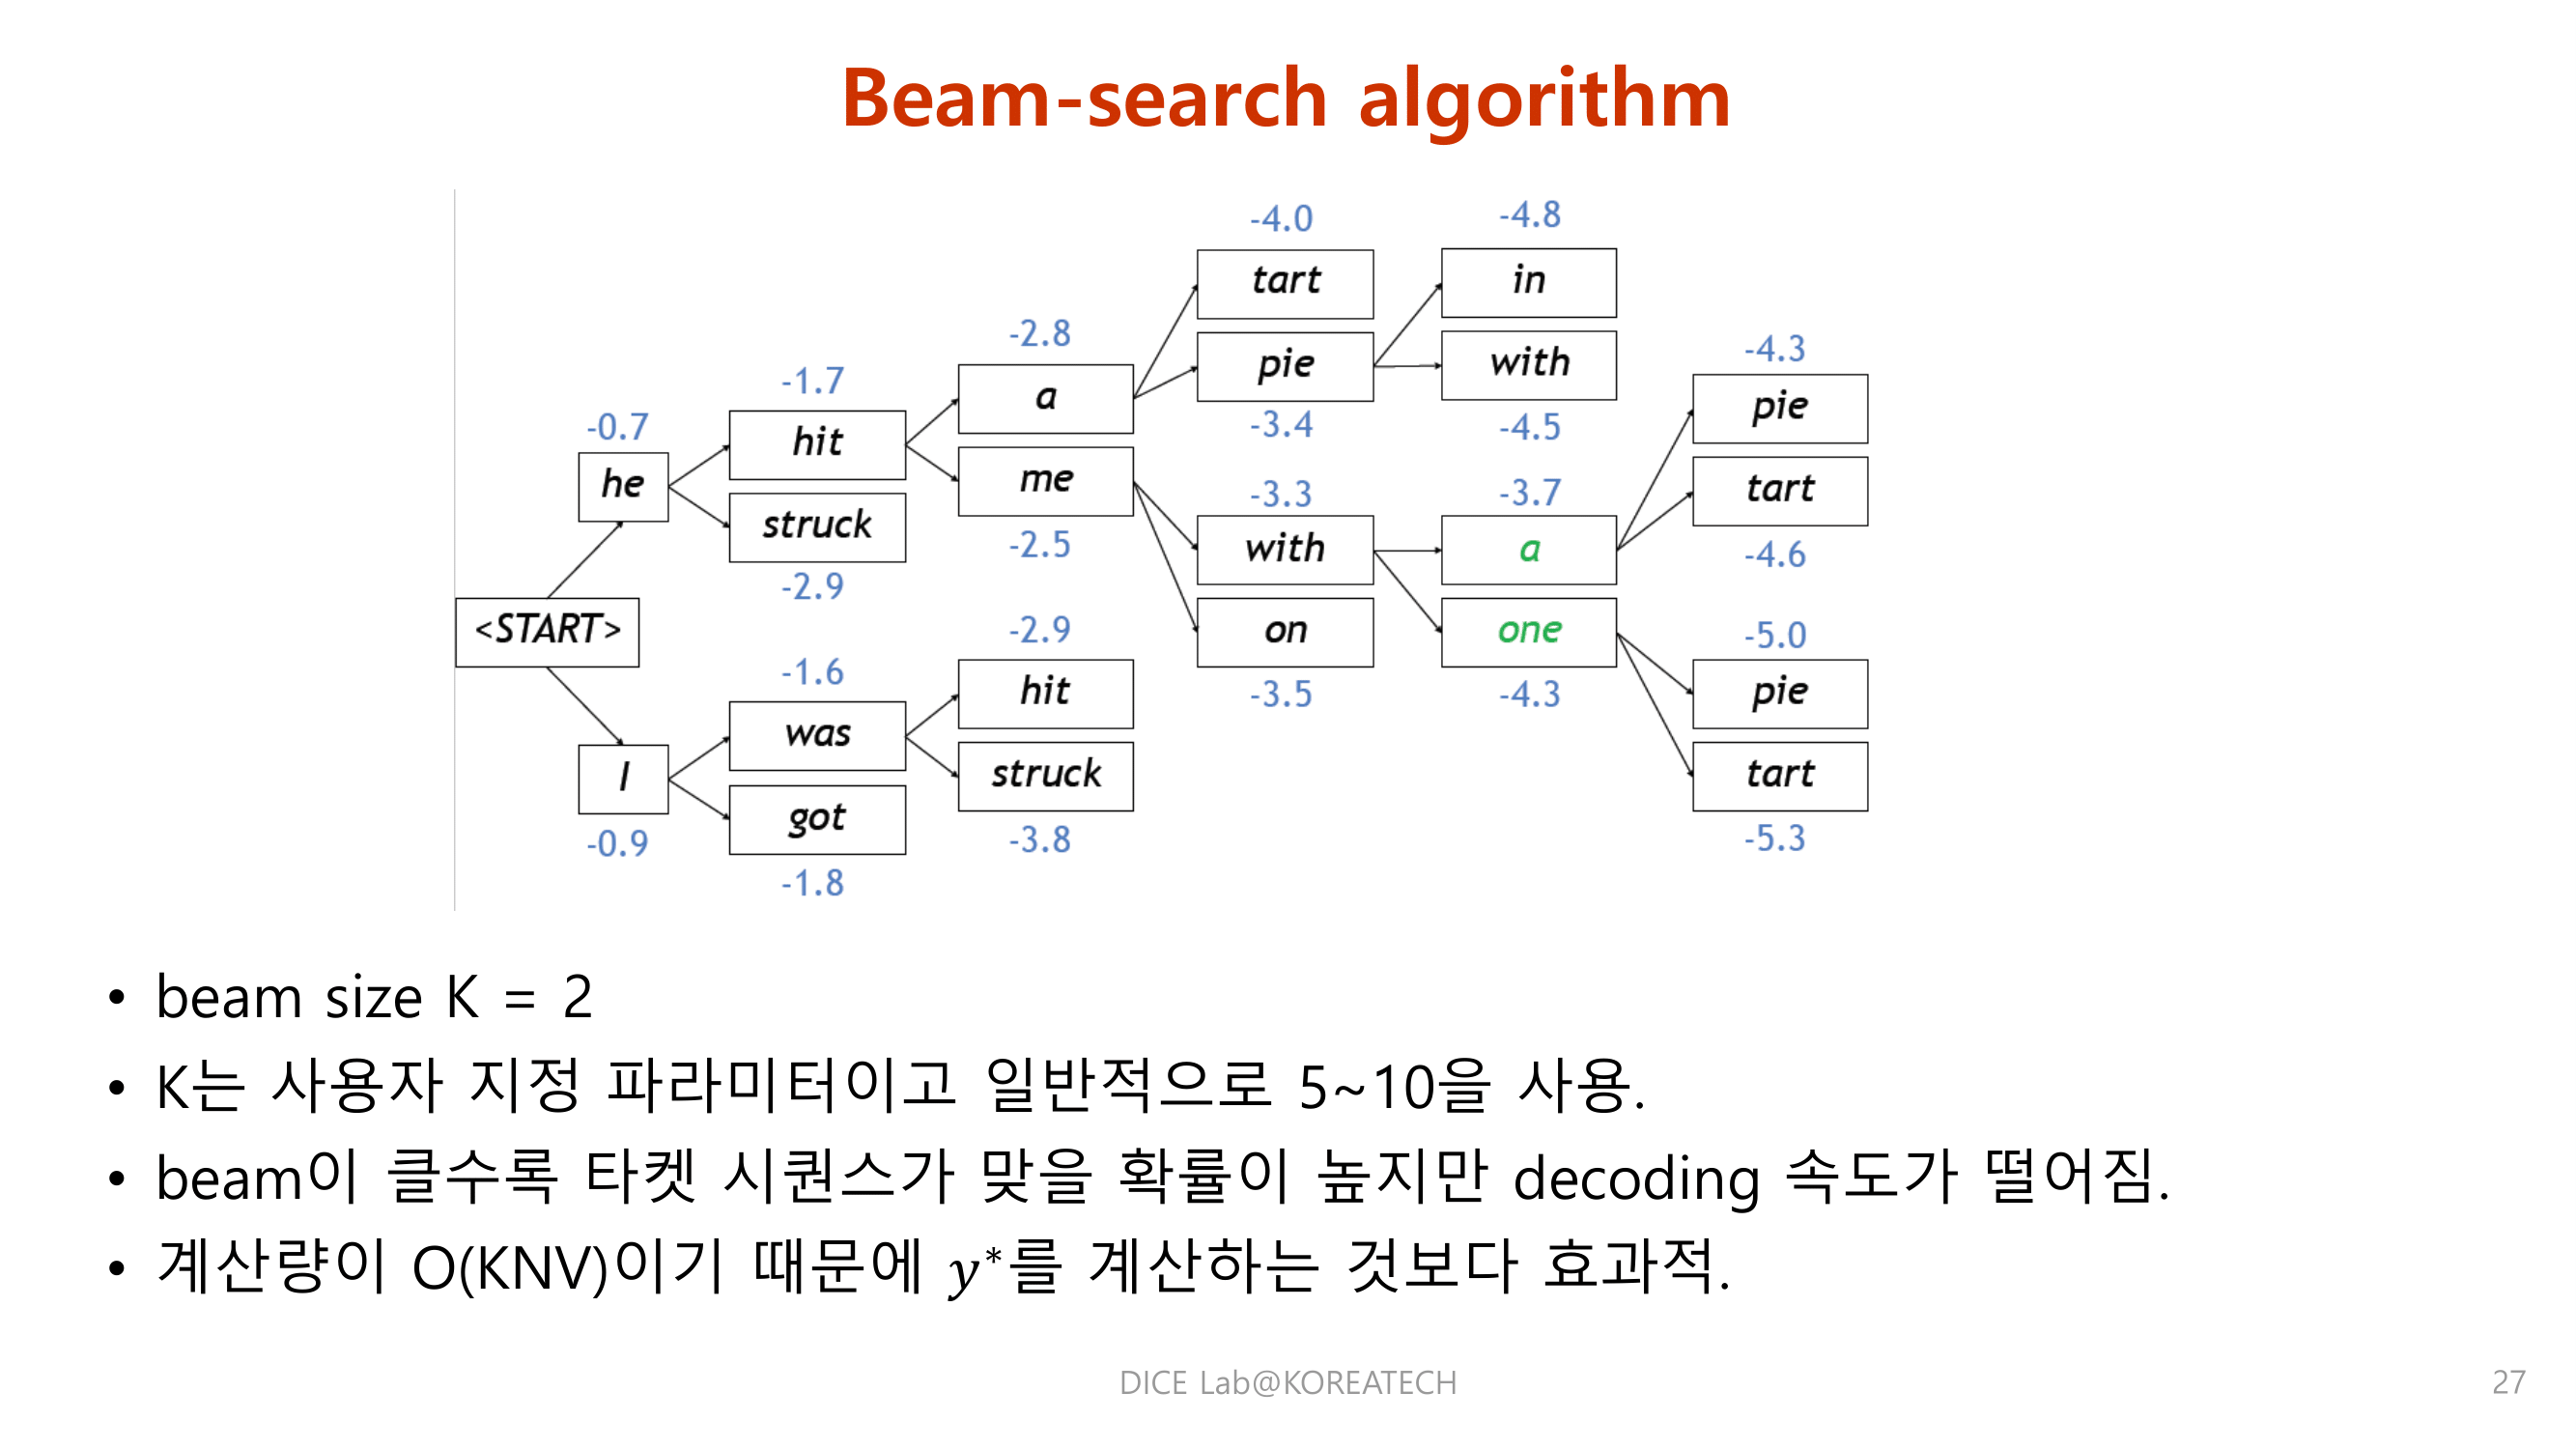 Beam-search algorithm
-4.0
-4.8
tart
in
-2.8
-4.3
pie
with
-1.7
a
pie
-0.7
-3.4
-4.5
hit
he
me
-3.3
-3.7
tart
struck
-2.5
with
a
-4.6
-2.9
<START>
-2.9
on
one
-5.0
-1.6
hit
-3.5
-4.3
pie
was
I
struck
tart
got
-0.9
-3.8
-5.3
-1.8
• beam size K = 2
• K는 사용자 지정 파라미터이고 일반적으로 5~10을 사용.
• beam이 클수록 타켓 시퀀스가 맞을 확률이 높지만 decoding 속도가 떨어짐.
• 계산량이 O(KNV)이기 때문에 y*를 계산하는 것보다 효과적.
DICE Lab@KOREATECH
27